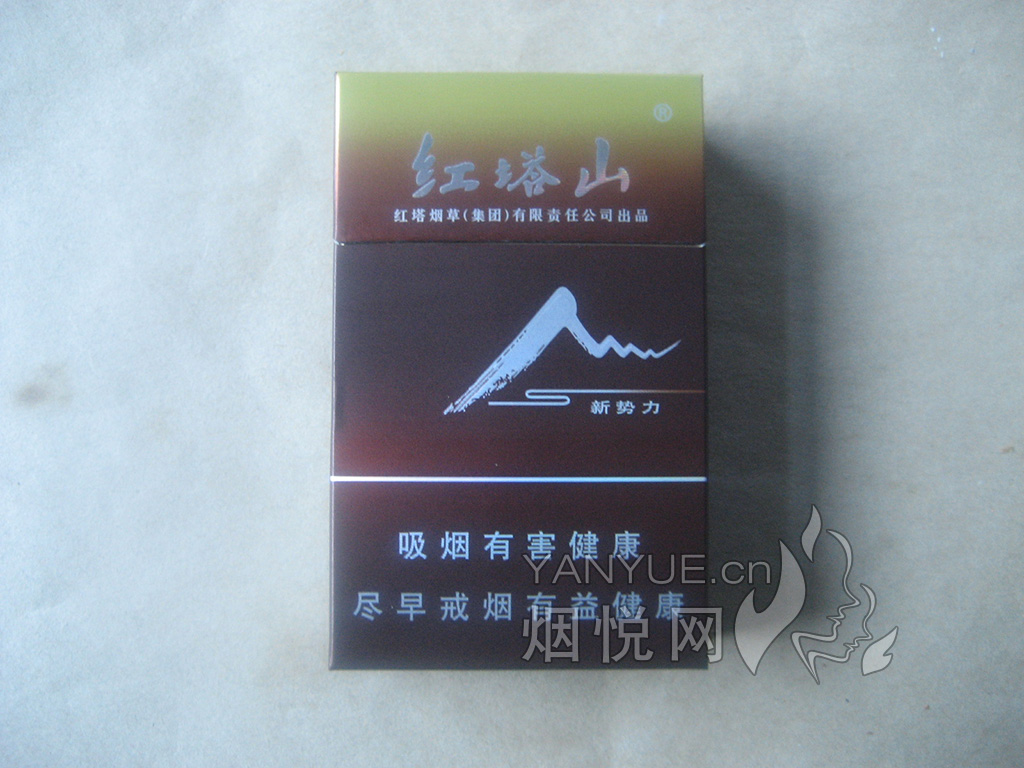 ®
红塔山
红塔烟草(集团)有限责任公司出品
新势力
吸烟有害健康
YANYUE.cn
尽早戒烟有益健康
烟悦网